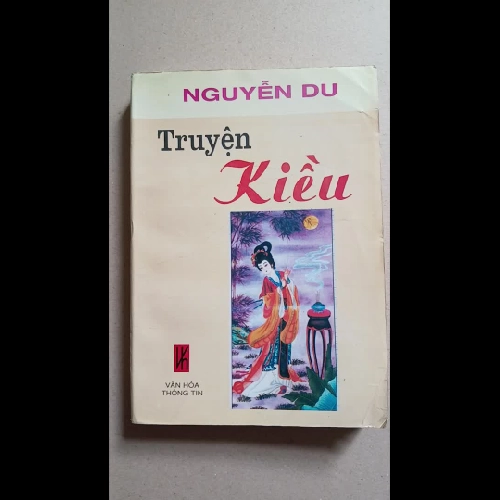 NGUYỄN DU
Truyện
Kiều
VĂN HÓA
THÔNG TIN